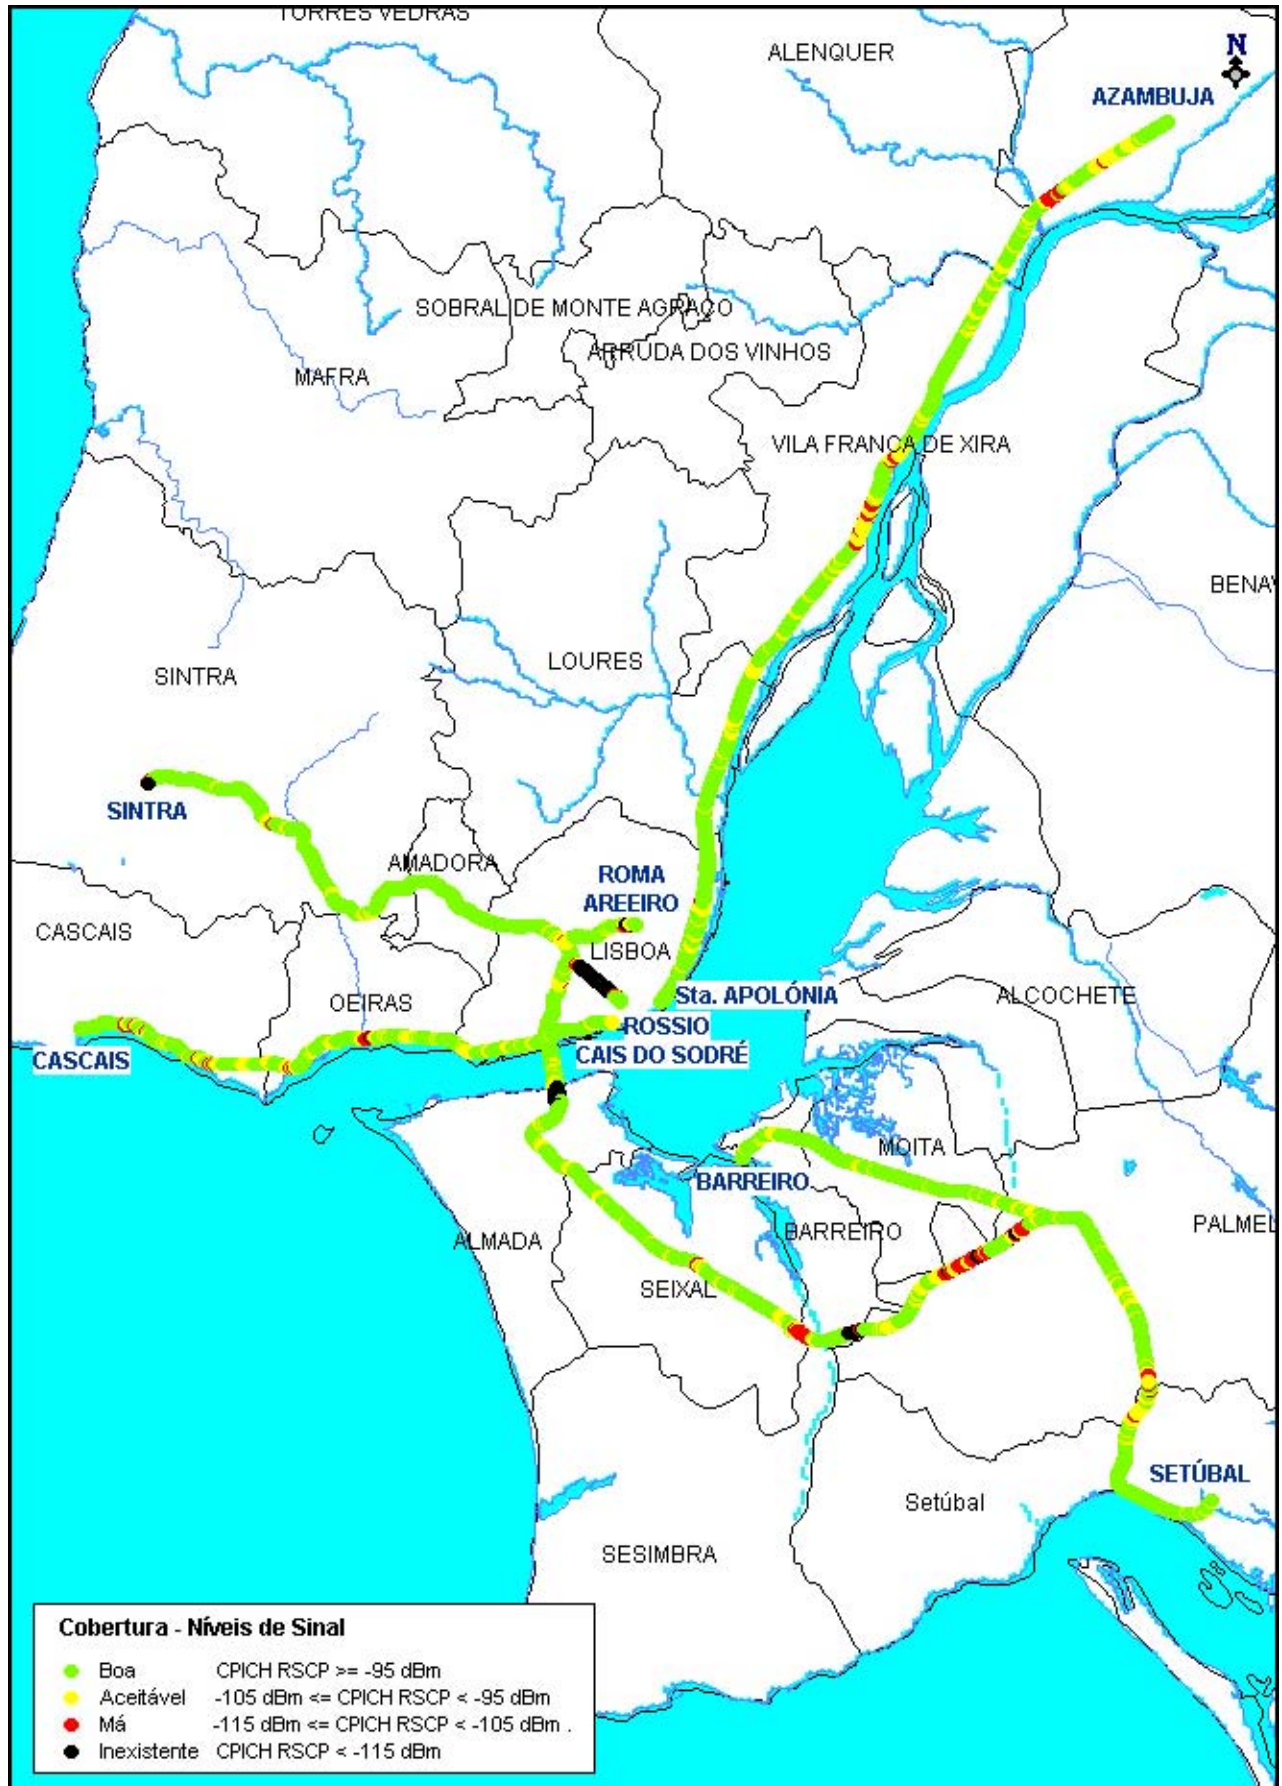 TORRES VEDRAS
ALENQUER
N
AZAMBUJA
SOBRAL DE MONTE AGRAÇO
ARRUDA DOS VINHOS
MAFRA
VILA FRANCA DE XIRA
BENAV
LOURES
SINTRA
SINTRA
AMADORA
ROMA
AREEIRO
CASCAIS
LISBOA
OEIRAS
Sta. APOLÓNIA
ALCOCHETE
ROSSIO
CASCAIS
CAIS DO SODRÉ
MOITA
BARREIRO
ALMADA
BARREIRO
PALMEL
SEIXAL
SETÚBAL
Setúbal
SESIMBRA
Cobertura - Níveis de Sinal
Boa CPICH RSCP >= -95 dBm
Aceitável -105 dBm <= CPICH RSCP < -95 dBm
Má -115 dBm <= CPICH RSCP < -105 dBm .
Inexistente CPICH RSCP < -115 dBm